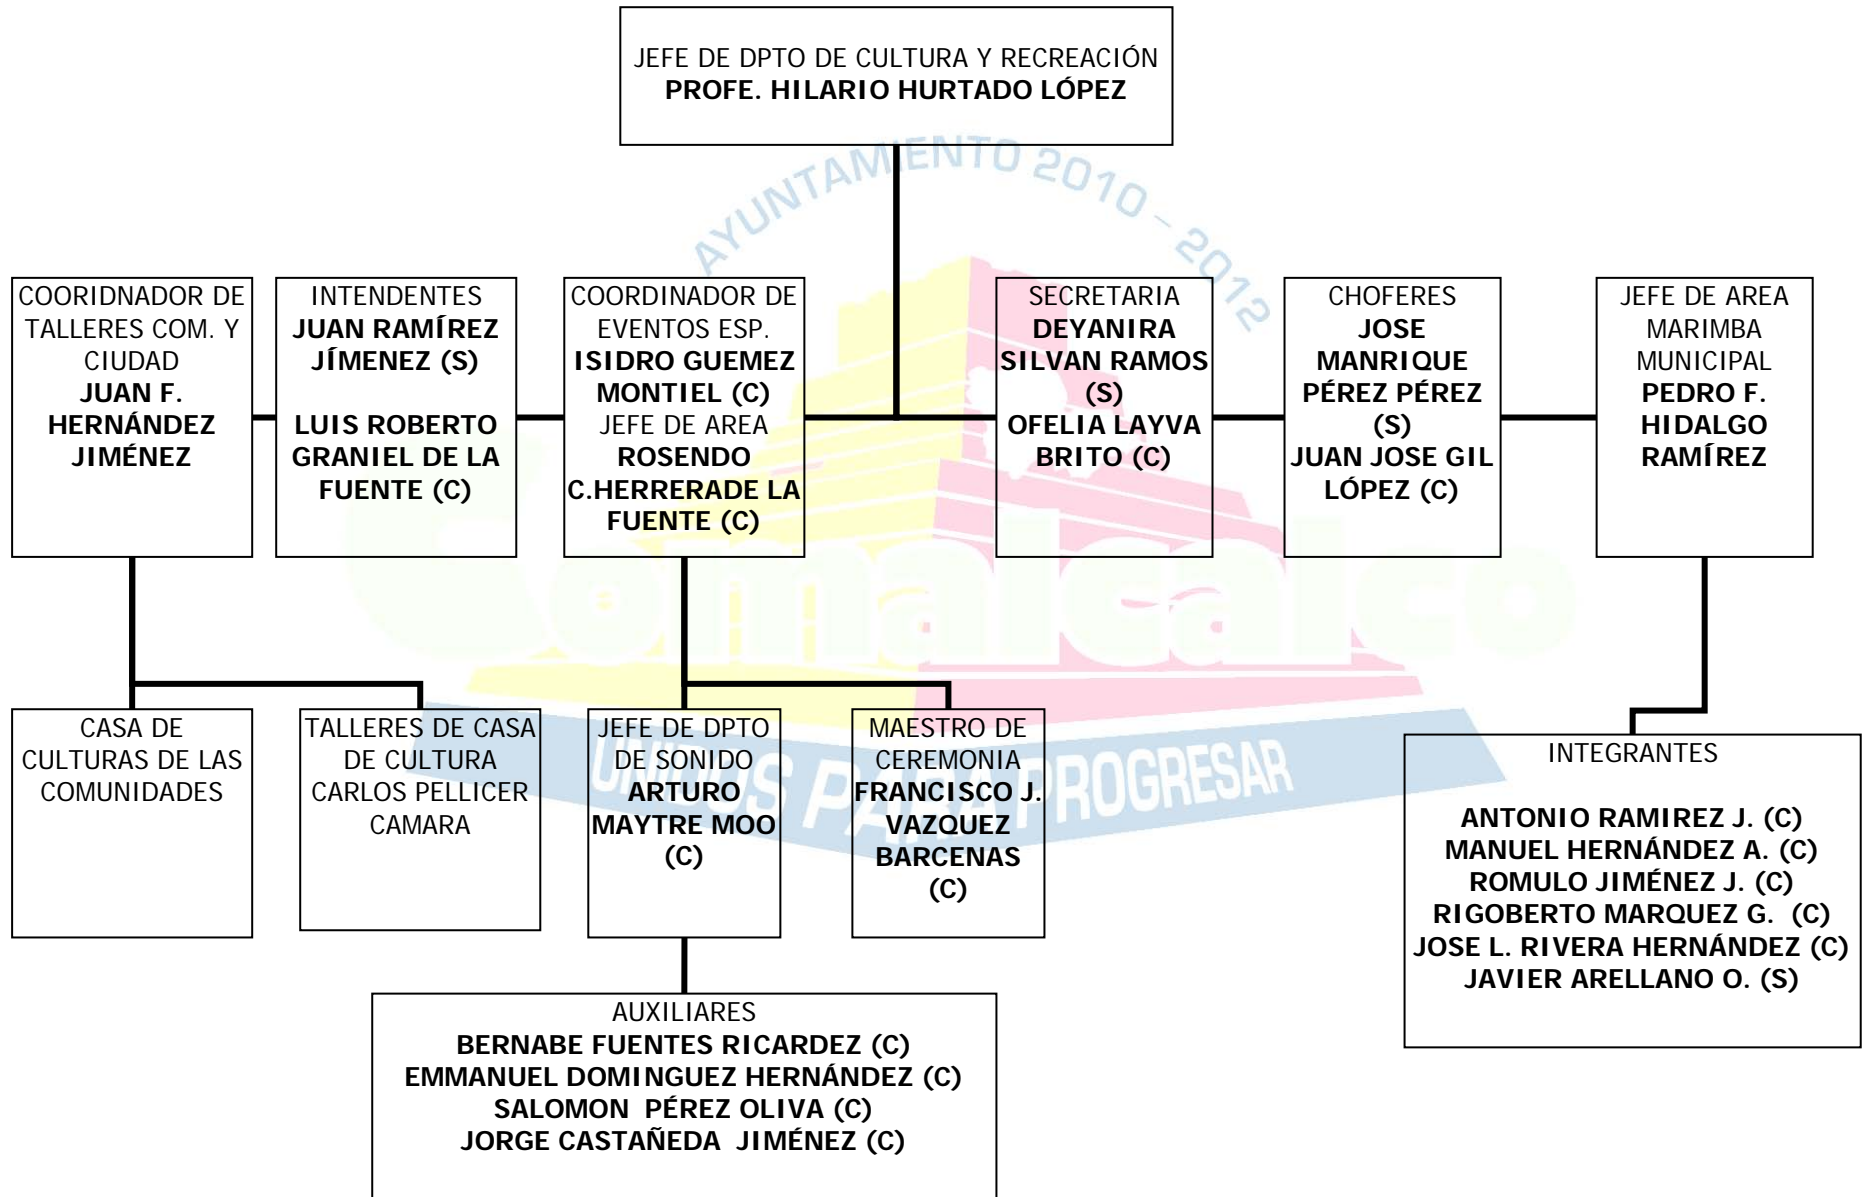 JEFE DE DPTO DE CULTURA Y RECREACIÓN
PROFE. HILARIO HURTADO LÓPEZ
AYUNTAMIENTO 2010 - 2012
COORIDNADOR DE
TALLERES COM. Y
CIUDAD
JUAN F.
HERNÁNDEZ
JIMÉNEZ
INTENDENTES
JUAN RAMÍREZ
JÍMENEZ (S)
LUIS ROBERTO
GRANIEL DE LA
FUENTE (C)
COORDINADOR DE
EVENTOS ESP.
ISIDRO GUEMEZ
MONTIEL (C)
JEFE DE AREA
ROSENDO
C.HERRERADE LA
FUENTE (C)
SECRETARIA
DEYANIRA
SILVAN RAMOS
(S)
OFELIA LAYVA
BRITO (C)
CHOFERES
JOSE
MANRIQUE
PÉREZ PÉREZ
(S)
JUAN JOSE GIL
LÓPEZ (C)
JEFE DE AREA
MARIMBA
MUNICIPAL
PEDRO F.
HIDALGO
RAMÍREZ
Comalcalco
UNIDOS PARA PROGRESAR
CASA DE
CULTURAS DE LAS
COMUNIDADES
TALLERES DE CASA
DE CULTURA
CARLOS PELLICER
CAMARA
JEFE DE DPTO
DE SONIDO
ARTURO
MAYTRE MOO
(C)
MAESTRO DE
CEREMONIA
FRANCISCO J.
VAZQUEZ
BARCENAS
(C)
INTEGRANTES
ANTONIO RAMIREZ J. (C)
MANUEL HERNÁNDEZ A. (C)
ROMULO JIMÉNEZ J. (C)
RIGOBERTO MARQUEZ G. (C)
JOSE L. RIVERA HERNÁNDEZ (C)
JAVIER ARELLANO O. (S)
AUXILIARES
BERNABE FUENTES RICARDEZ (C)
EMMANUEL DOMINGUEZ HERNÁNDEZ (C)
SALOMON PÉREZ OLIVA (C)
JORGE CASTAÑEDA JIMÉNEZ (C)